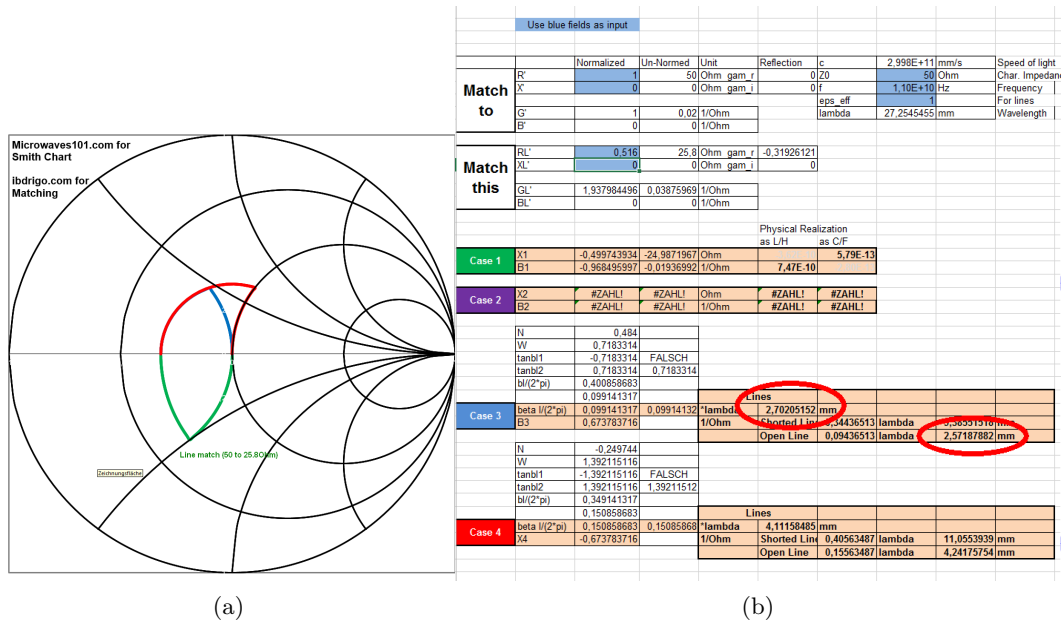 Microwaves101.com for
Smith Chart
ibdrigo.com for
Matching
Line match (50 to 25.8Ohm)
Zeichnungsfläche
(a)
Use blue fields as input
Normalized Un-Normed Unit Reflection c 2,998E+11 mm/s Speed of light
Match to
R' 1 50 Ohm gam_r 0 Z0 50 Ohm Char. Impedanc
X' 0 0 Ohm gam_i 0 f 1,10E+10 Hz Frequency
eps_eff 1 For lines
G' 1 0,02 1/Ohm lambda 27,2545455 mm Wavelength
B' 0 0 1/Ohm
Match this
RL' 0,516 25,8 Ohm gam_r -0,31926121
XL' 0 0 Ohm gam_i 0
GL' 1,937984496 0,03875969 1/Ohm
BL' 0 0 1/Ohm
Physical Realization
as L/H as C/F
Case 1
X1 -0,499743934 -24,9871967 Ohm 5,79E-13
B1 -0,968495997 -0,01936992 1/Ohm 7,47E-10
Case 2
X2 #ZAHL! #ZAHL! Ohm #ZAHL! #ZAHL!
B2 #ZAHL! #ZAHL! 1/Ohm #ZAHL! #ZAHL!
N 0,484
W 0,7183314
tanbl1 -0,7183314 FALSCH
tanbl2 0,7183314 0,7183314
bl/(2*pi) 0,400858683
0,099141317 Lines
Case 3
beta l/(2*pi) 0,099141317 0,09914132 *lambda 2,70205152 mm
B3 0,673783716 1/Ohm Shorted Line 0,34436513 lambda
Open Line 0,09436513 lambda 2,57187882 mm
N -0,249744
W 1,392115116
tanbl1 -1,392115116 FALSCH
tanbl2 1,392115116 1,39211512
bl/(2*pi) 0,349141317
0,150858683 Lines
Case 4
beta l/(2*pi) 0,150858683 0,15085868 *lambda 4,11158485 mm
X4 -0,673783716 1/Ohm Shorted Line 0,40563487 lambda 11,0553939 mm
Open Line 0,15563487 lambda 4,24175754 mm
(b)